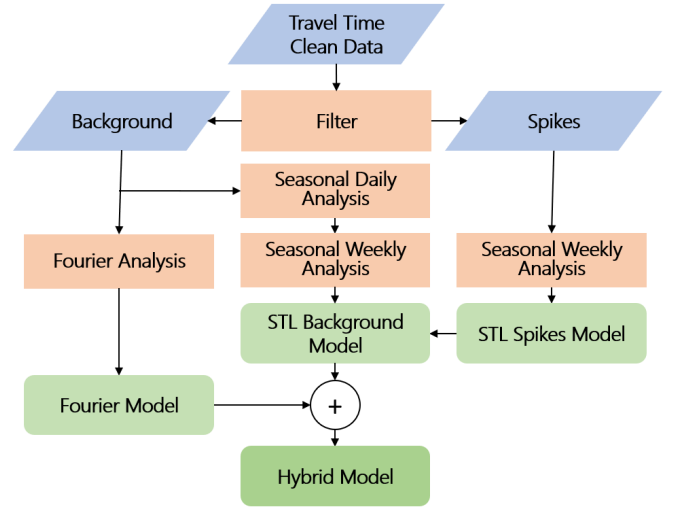 Travel Time
Clean Data
Background
Filter
Spikes
Seasonal Daily
Analysis
Fourier Analysis
Seasonal Weekly
Analysis
Seasonal Weekly
Analysis
STL Background
Model
STL Spikes Model
Fourier Model
+
Hybrid Model